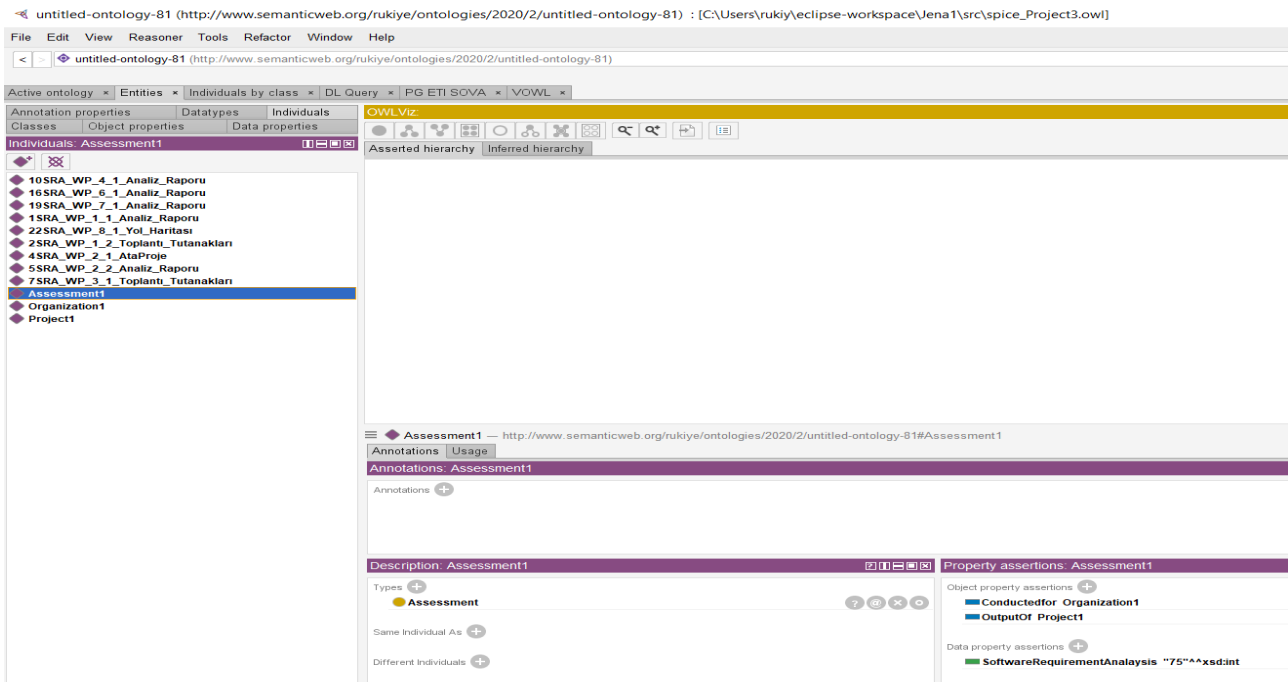 untitled-ontology-81 (http://www.semanticweb.org/rukiye/ontologies/2020/2/untitled-ontology-81) : [C:\Users\rukiy\eclipse-workspace\Jena1\src\spice_Project3.owl]
File Edit View Reasoner Tools Refactor Window Help
< > untitled-ontology-81 (http://www.semanticweb.org/rukiye/ontologies/2020/2/untitled-ontology-81)
Active ontology × Entities × Individuals by class × DL Query × PG ETI SOVA × VOWL ×
Annotation properties Datatypes Individuals
Classes Object properties Data properties
Individuals: Assessment1
10SRA_WP_4_1_Analiz_Raporu
16SRA_WP_6_1_Analiz_Raporu
19SRA_WP_7_1_Analiz_Raporu
1SRA_WP_1_1_Analiz_Raporu
22SRA_WP_8_1_Yol_Haritası
2SRA_WP_1_2_Toplantı_Tutanakları
4SRA_WP_2_1_AtaProje
5SRA_WP_2_2_Analiz_Raporu
7SRA_WP_3_1_Toplantı_Tutanakları
Assessment1
Organization1
Project1
OWLViz:
Asserted hierarchy Inferred hierarchy
Assessment1 — http://www.semanticweb.org/rukiye/ontologies/2020/2/untitled-ontology-81#Assessment1
Annotations Usage
Annotations: Assessment1
Annotations
Description: Assessment1
Types
Assessment
Same Individual As
Different Individuals
Property assertions: Assessment1
Object property assertions
Conductedfor Organization1
OutputOf Project1
Data property assertions
SoftwareRequirementAnalaysis "75"^^xsd:int